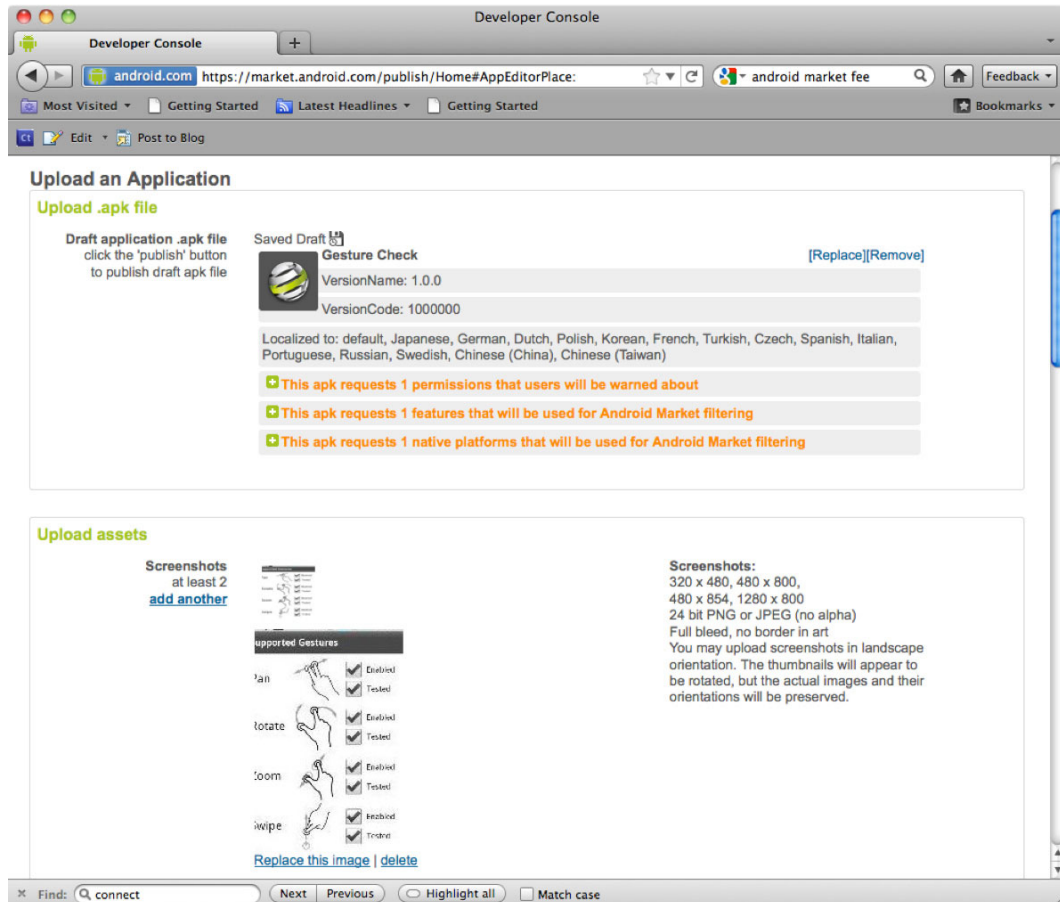 Developer Console
Developer Console
+
android.com https://market.android.com/publish/Home#AppEditorPlace:
android market fee
Feedback
Most Visited
Getting Started
Latest Headlines
Getting Started
Bookmarks
Ct
Edit
Post to Blog
Upload an Application
Upload .apk file
Draft application .apk file
click the 'publish' button
to publish draft apk file
Saved Draft
Gesture Check
[Replace][Remove]
VersionName: 1.0.0
VersionCode: 1000000
Localized to: default, Japanese, German, Dutch, Polish, Korean, French, Turkish, Czech, Spanish, Italian,
Portuguese, Russian, Swedish, Chinese (China), Chinese (Taiwan)
This apk requests 1 permissions that users will be warned about
This apk requests 1 features that will be used for Android Market filtering
This apk requests 1 native platforms that will be used for Android Market filtering
Upload assets
Screenshots
at least 2
add another
upported Gestures
Pan
Enabled
Tested
Rotate
Enabled
Tested
Zoom
Enabled
Tested
Swipe
Enabled
Tested
Replace this image | delete
Screenshots:
320 x 480, 480 x 800,
480 x 854, 1280 x 800
24 bit PNG or JPEG (no alpha)
Full bleed, no border in art
You may upload screenshots in landscape
orientation. The thumbnails will appear to
be rotated, but the actual images and their
orientations will be preserved.
× Find: connect
Next
Previous
Highlight all
Match case